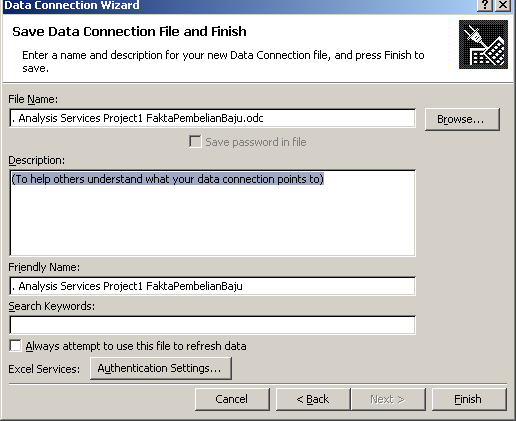 Data Connection Wizard
Save Data Connection File and Finish
Enter a name and description for your new Data Connection file, and press Finish to
save.
File Name:
. Analysis Services Project1 FaktaPembelianBaju.odc
Browse...
Save password in file
Description:
(To help others understand what your data connection points to)
Friendly Name:
. Analysis Services Project1 FaktaPembelianBaju
Search Keywords:
Always attempt to use this file to refresh data
Excel Services:
Authentication Settings...
Cancel
< Back
Next >
Finish